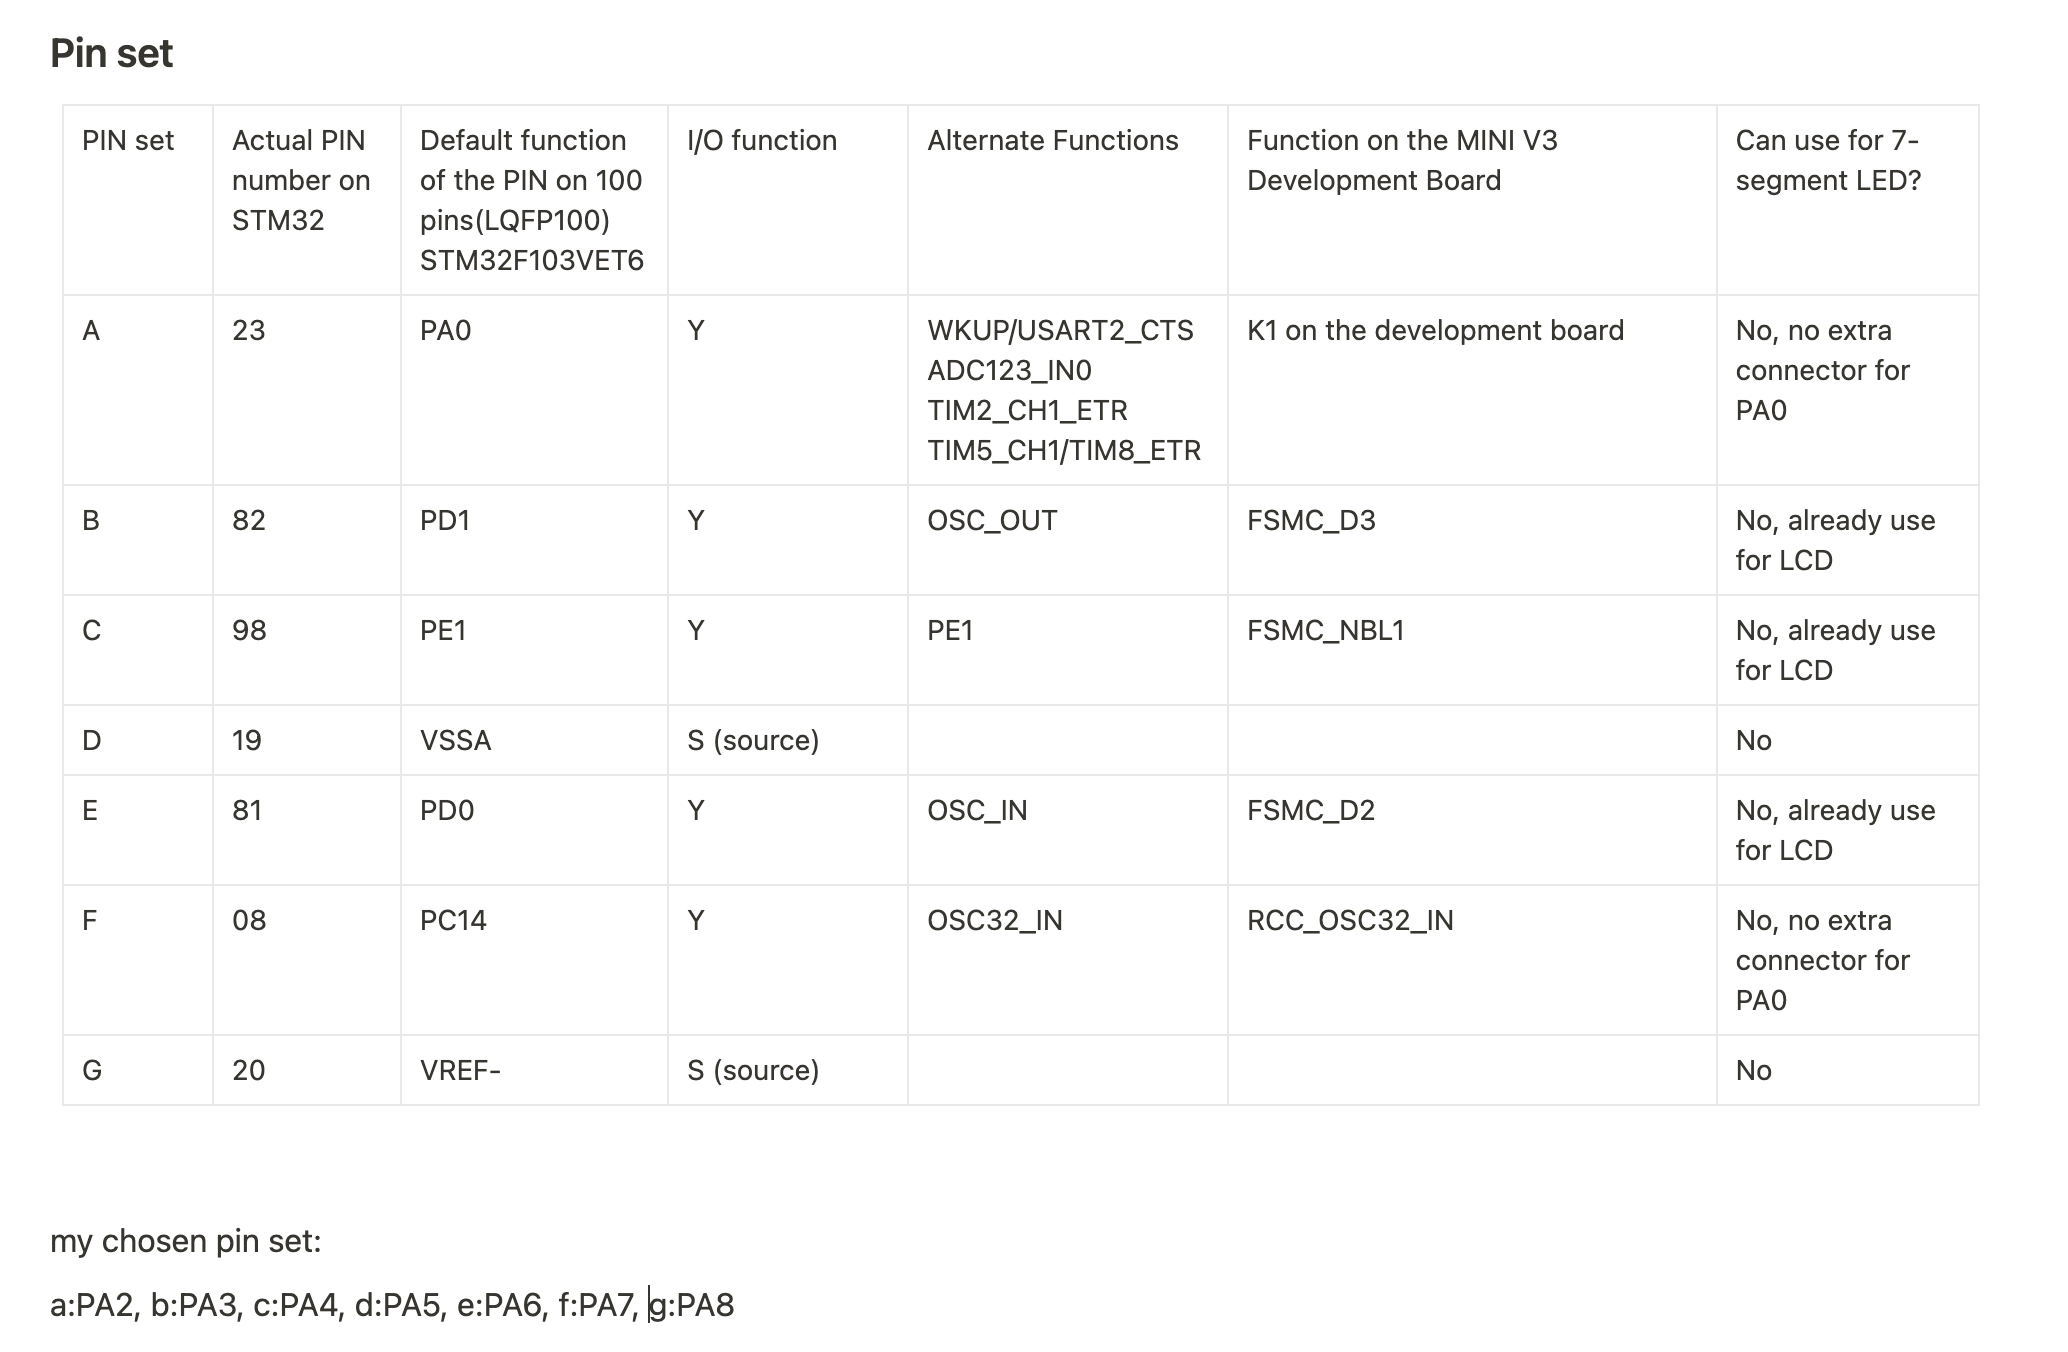 Pin set
PIN set
Actual PIN
number on
STM32
Default function
of the PIN on 100
pins(LQFP100)
STM32F103VET6
I/O function
Alternate Functions
Function on the MINI V3
Development Board
Can use for 7-
segment LED?
A
23
PA0
Y
WKUP/USART2_CTS
ADC123_IN0
TIM2_CH1_ETR
TIM5_CH1/TIM8_ETR
K1 on the development board
No, no extra
connector for
PA0
B
82
PD1
Y
OSC_OUT
FSMC_D3
No, already use
for LCD
C
98
PE1
Y
PE1
FSMC_NBL1
No, already use
for LCD
D
19
VSSA
S (source)
No
E
81
PD0
Y
OSC_IN
FSMC_D2
No, already use
for LCD
F
08
PC14
Y
OSC32_IN
RCC_OSC32_IN
No, no extra
connector for
PA0
G
20
VREF-
S (source)
No
my chosen pin set:
a:PA2, b:PA3, c:PA4, d:PA5, e:PA6, f:PA7, g:PA8